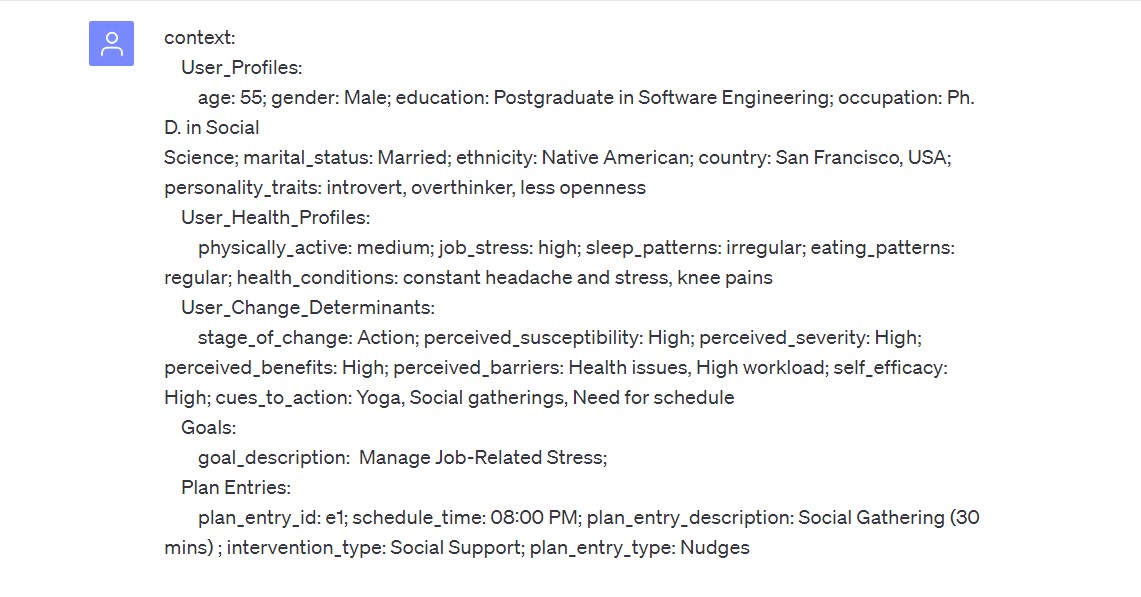 context:
User_Profiles:
age: 55; gender: Male; education: Postgraduate in Software Engineering; occupation: Ph.
D. in Social
Science; marital_status: Married; ethnicity: Native American; country: San Francisco, USA;
personality_traits: introvert, overthinker, less openness
User_Health_Profiles:
physically_active: medium; job_stress: high; sleep_patterns: irregular; eating_patterns:
regular; health_conditions: constant headache and stress, knee pains
User_Change_Determinants:
stage_of_change: Action; perceived_susceptibility: High; perceived_severity: High;
perceived_benefits: High; perceived_barriers: Health issues, High workload; self_efficacy:
High; cues_to_action: Yoga, Social gatherings, Need for schedule
Goals:
goal_description:  Manage Job-Related Stress;
Plan Entries:
plan_entry_id: e1; schedule_time: 08:00 PM; plan_entry_description: Social Gathering (30
mins) ; intervention_type: Social Support; plan_entry_type: Nudges